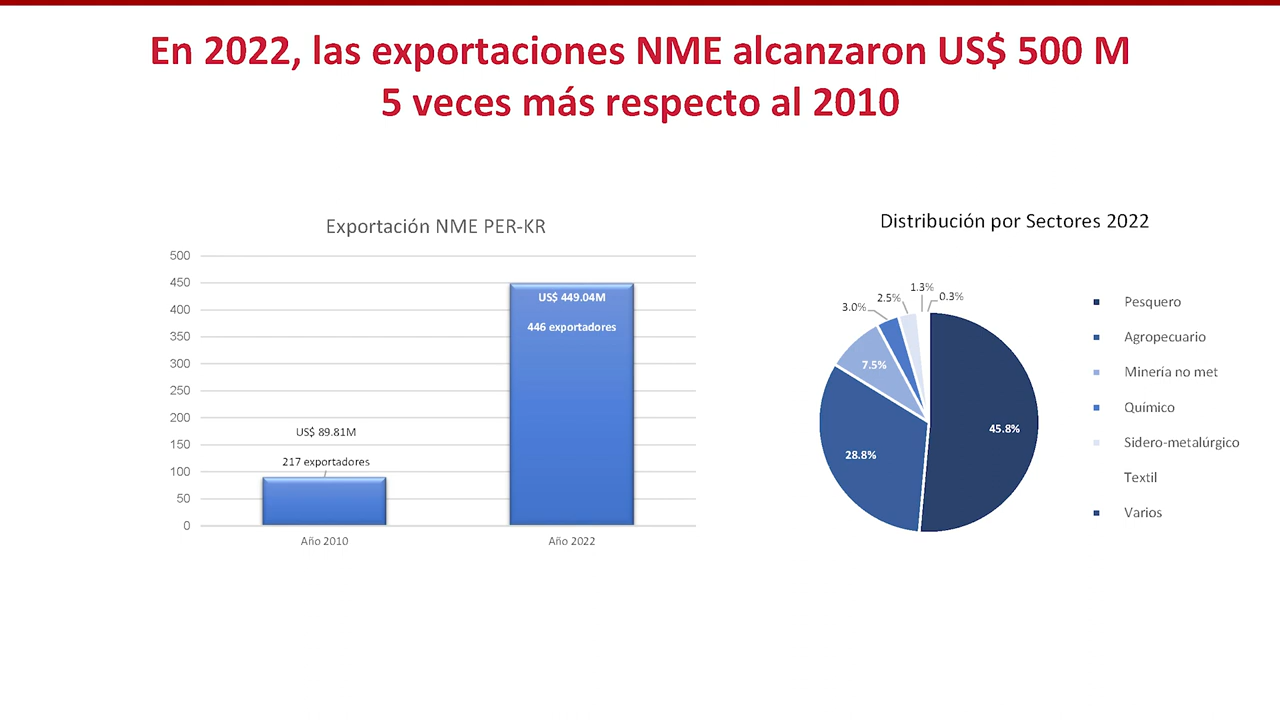 En 2022, las exportaciones NME alcanzaron US$ 500 M
5 veces más respecto al 2010
Exportación NME PER-KR
500
450
400
350
300
250
200
150
100
50
0
US$ 89.81M
217 exportadores
US$ 449.04M
446 exportadores
Año 2010
Año 2022
Distribución por Sectores 2022
45.8%
28.8%
7.5%
3.0%
2.5%
1.3%
0.3%
Pesquero
Agropecuario
Minería no met
Químico
Sidero-metalúrgico
Textil
Varios